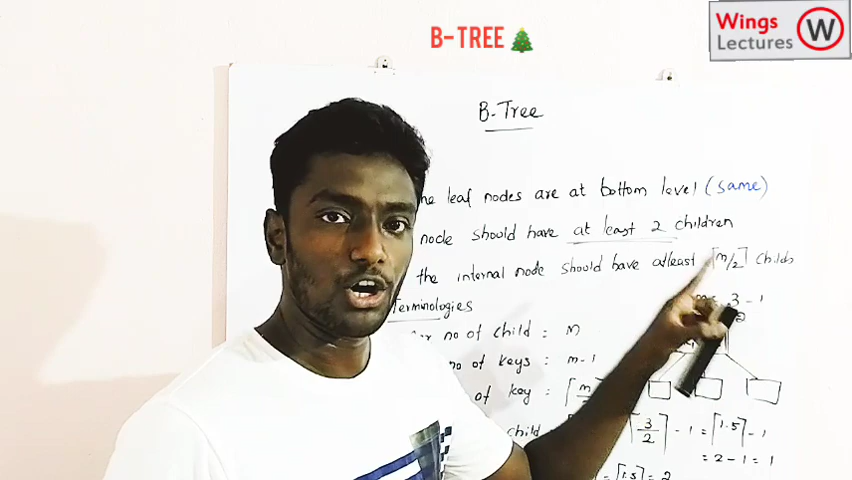 B-TREE🎄
Wings
Lectures
W
B-Tree
he leaf nodes are at bottom level (same)
node should have at least 2 children
the internal node should have atleast ⌈m/2⌉ childs
Terminologies
3 - 1
no of child : m
no of keys : m-1
of key : ⌈m
child :
⌈3/2⌉ - 1 = ⌈1.5⌉ - 1
= 2 - 1 = 1
= ⌈1.5⌉ = 2